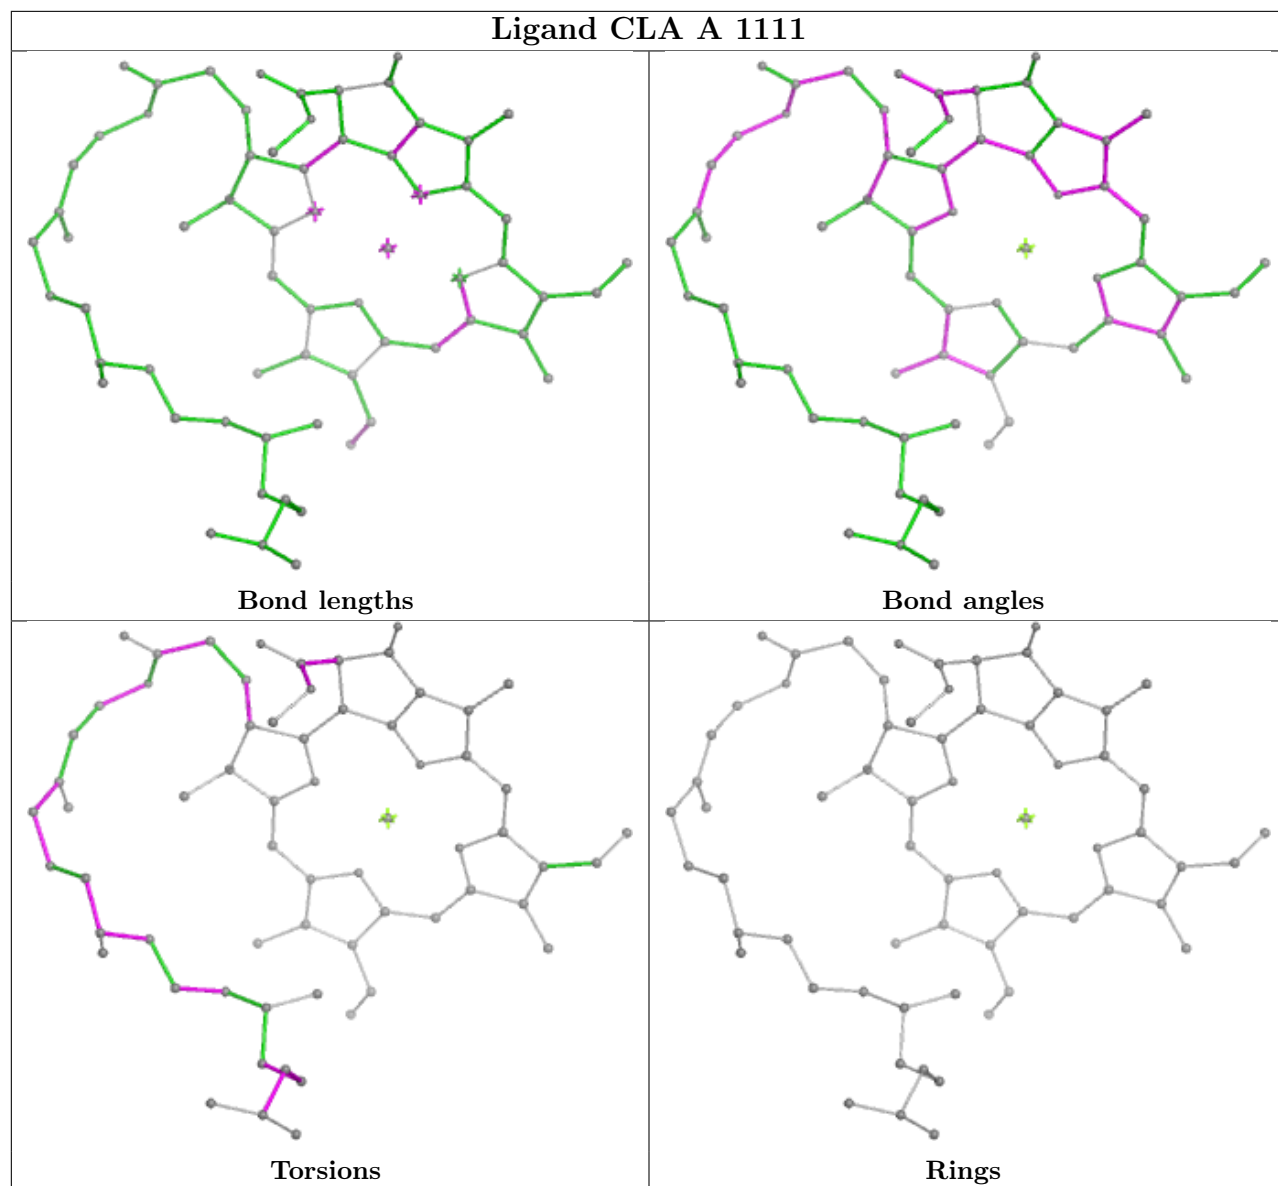 Ligand CLA A 1111
Bond lengths
Bond angles
Torsions
Rings